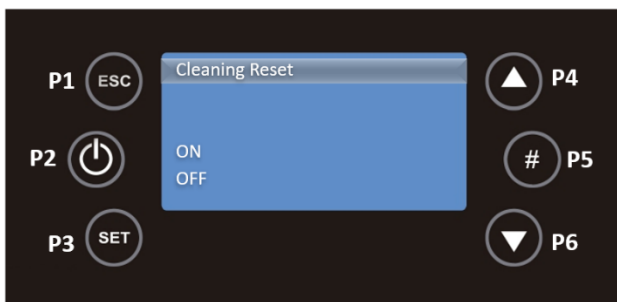 Cleaning Reset
P1 ESC
P4
P2
ON
# P5
OFF
P3 SET
P6